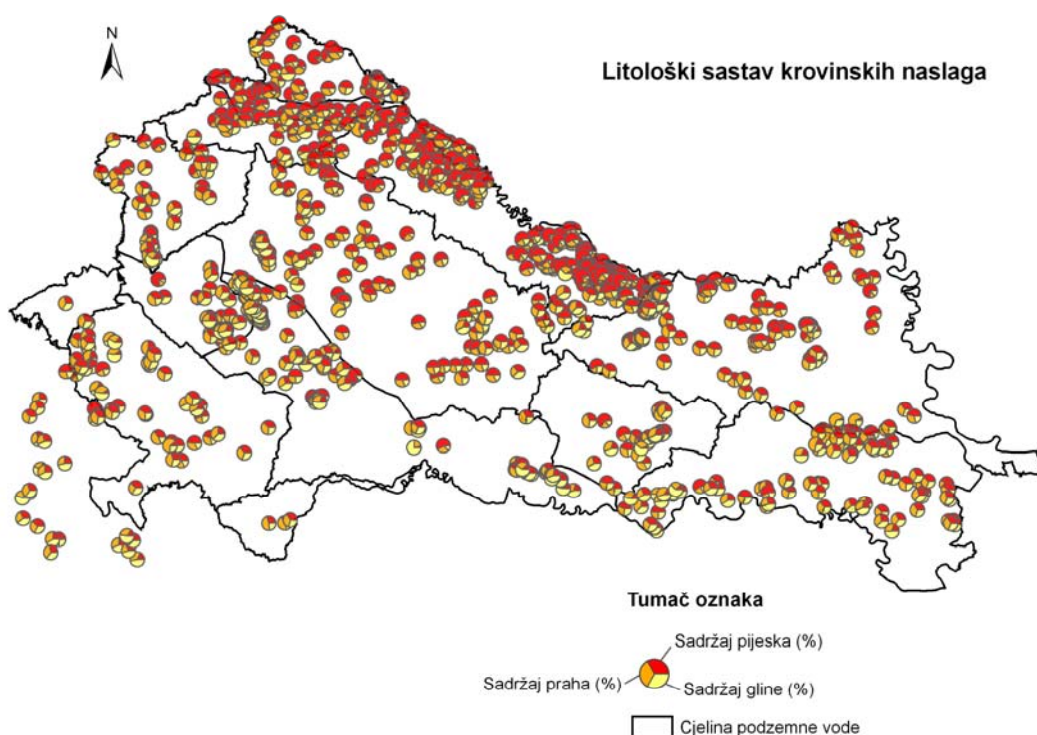 N
Litološki sastav krovinskih naslaga
Tumač oznaka
Sadržaj pijeska (%)
Sadržaj praha (%)
Sadržaj gline (%)
Cjelina podzemne vode